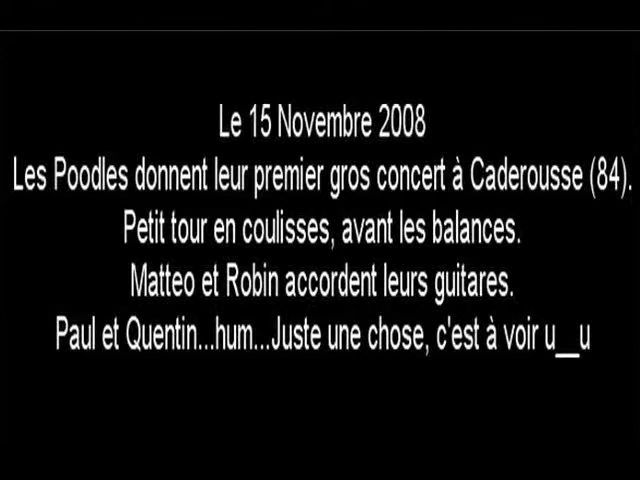 Le 15 Novembre 2008
Les Poodles donnent leur premier gros concert à Caderousse (84).
Petit tour en coulisses, avant les balances.
Matteo et Robin accordent leurs guitares.
Paul et Quentin...hum...Juste une chose, c'est à voir u__u